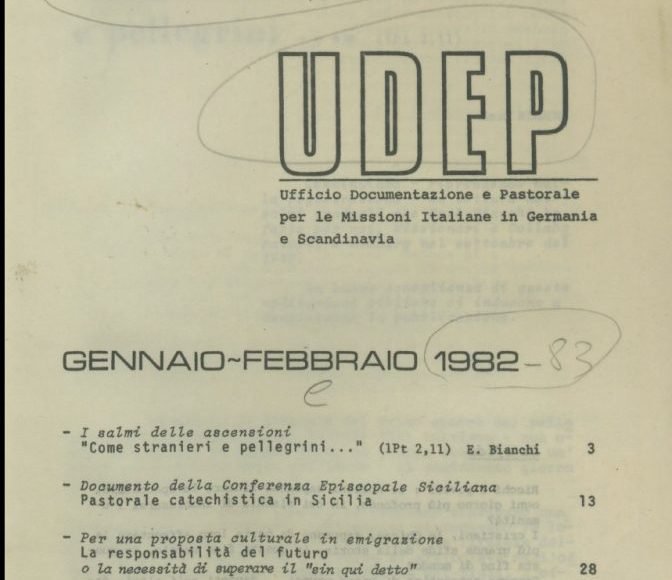 UDEP
Ufficio Documentazione e Pastorale
per le Missioni Italiane in Germania
e Scandinavia
GENNAIO~FEBBRAIO 1982 - 83
e
- I salmi delle ascensioni
"Come stranieri e pellegrini..." (1Pt 2,11) E. Bianchi 3
- Documento della Conferenza Episcopale Siciliana
Pastorale catechistica in Sicilia 13
- Per una proposta culturale in emigrazione
La responsabilità del futuro
o la necessità di superare il "sin qui detto" 28